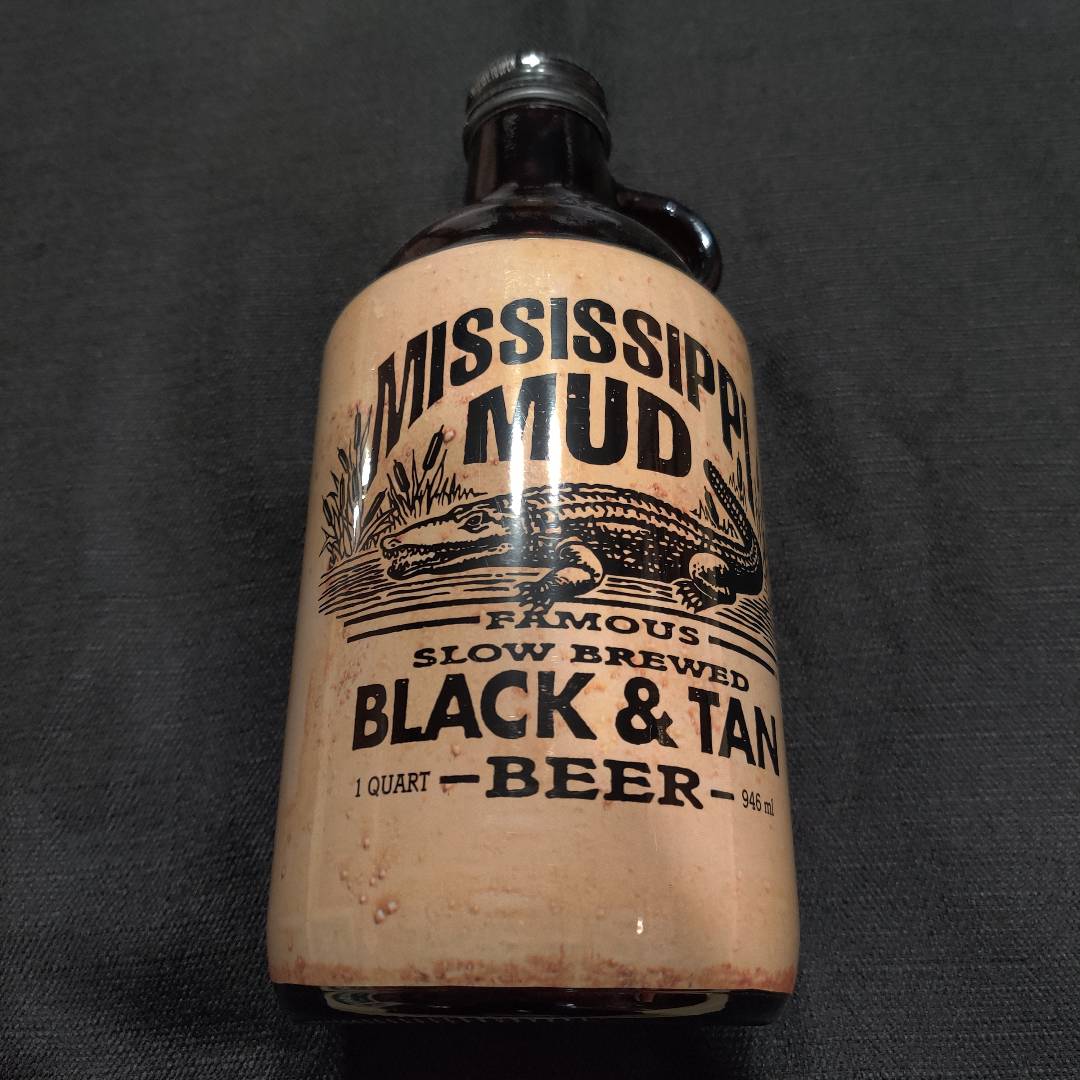 MISSISSIPPI
MUD
FAMOUS
SLOW BREWED
BLACK & TAN
1 QUART — BEER — 946 ml